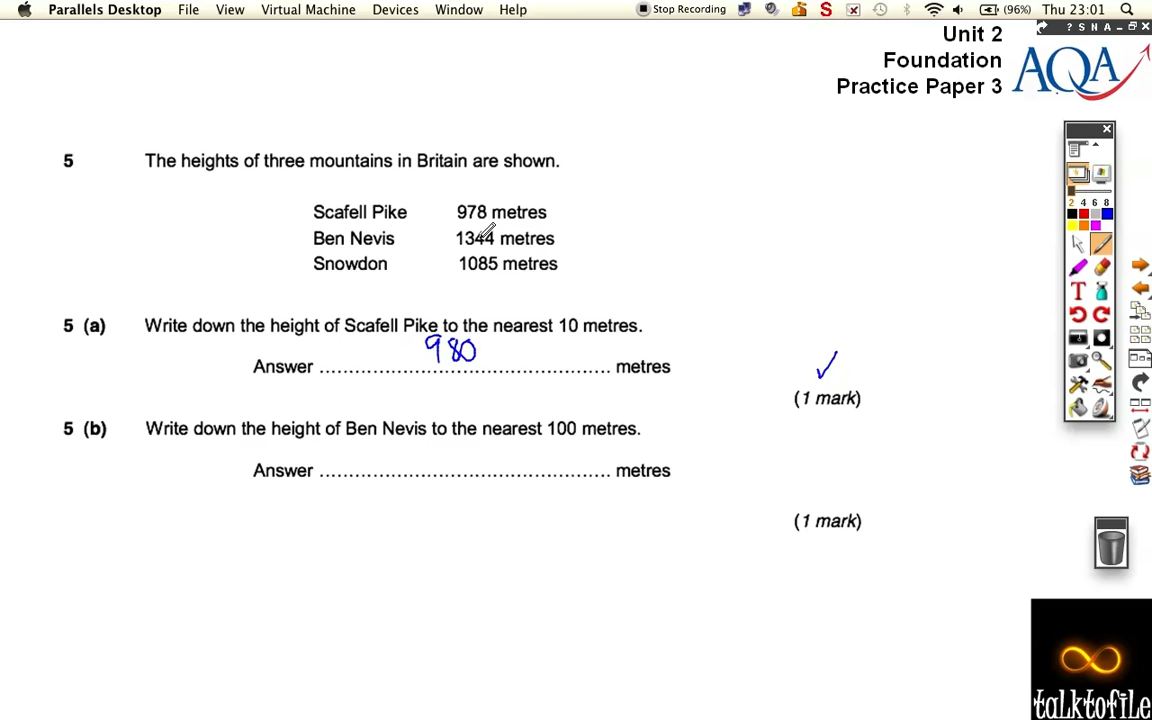 Parallels Desktop File View Virtual Machine Devices Window Help Stop Recording S (96%) Thu 23:01
? S N A
Unit 2
Foundation
Practice Paper 3
AQA
5 The heights of three mountains in Britain are shown.
Scafell Pike 978 metres
Ben Nevis 1344 metres
Snowdon 1085 metres
2 4 6 8
T
5 (a) Write down the height of Scafell Pike to the nearest 10 metres.
980
Answer ................................................ metres
(1 mark)
5 (b) Write down the height of Ben Nevis to the nearest 100 metres.
Answer ................................................ metres
(1 mark)
talktofile